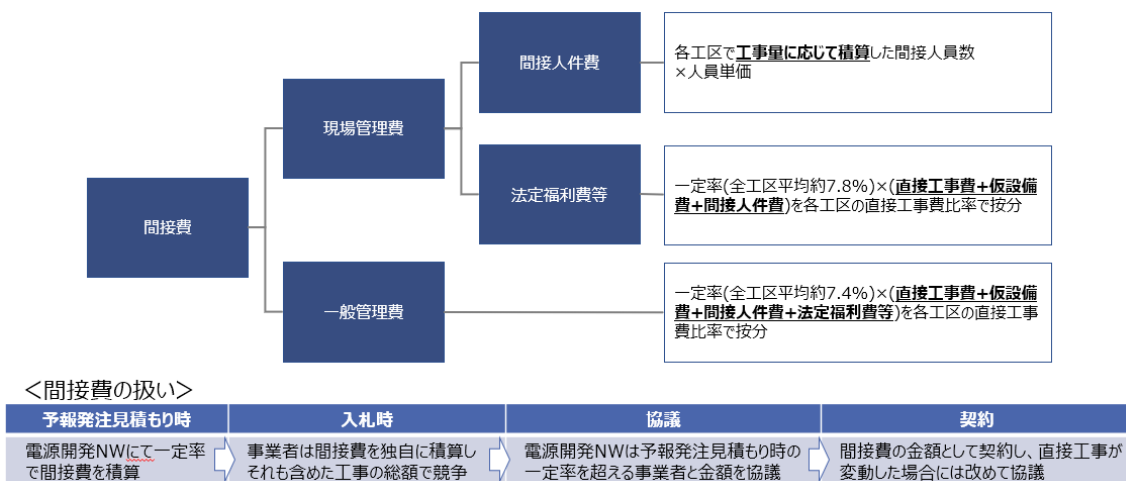 間接人件費
各工区で工事量に応じて積算した間接人員数
×人員単価
現場管理費
法定福利費等
一定率(全工区平均約7.8%)×(直接工事費+仮設備
費+間接人件費)を各工区の直接工事費比率で按分
間接費
一般管理費
一定率(全工区平均約7.4%)×(直接工事費+仮設備
費+間接人件費+法定福利費等)を各工区の直接工事
費比率で按分
<間接費の扱い>
予報発注見積もり時
入札時
協議
契約
電源開発NWにて一定率
で間接費を積算
事業者は間接費を独自に積算し
それも含めた工事の総額で競争
電源開発NWは予報発注見積もり時の
一定率を超える事業者と金額を協議
間接費の金額として契約し、直接工事が
変動した場合には改めて協議